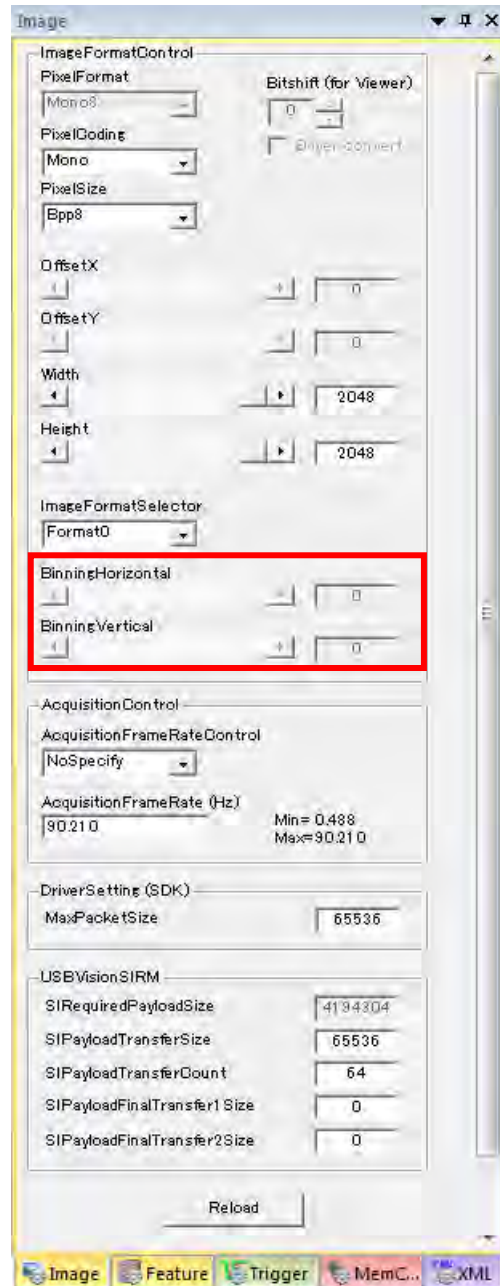 Image
ImageFormatControl
PixelFormat
Bitshift (for Viewer)
Mono8
0
PixelCoding
Mono
PixelSize
Bpp8
OffsetX
0
OffsetY
0
Width
2048
Height
2048
ImageFormatSelector
Format0
BinningHorizontal
0
BinningVertical
0
AcquisitionControl
AcquisitionFrameRateControl
NoSpecify
AcquisitionFrameRate (Hz)
90.210
Min= 0.488
Max=90.210
DriverSetting (SDK)
MaxPacketSize 65536
USBVisionSIRM
SIRequiredPayloadSize 4194304
SIPayloadTransferSize 65536
SIPayloadTransferCount 64
SIPayloadFinalTransfer1Size 0
SIPayloadFinalTransfer2Size 0
Reload
Image Feature Trigger MemC... XML